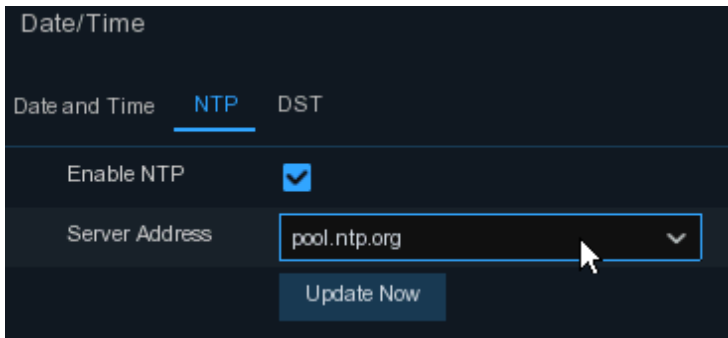 Date/Time
Date and Time NTP DST
Enable NTP
Server Address pool.ntp.org
Update Now